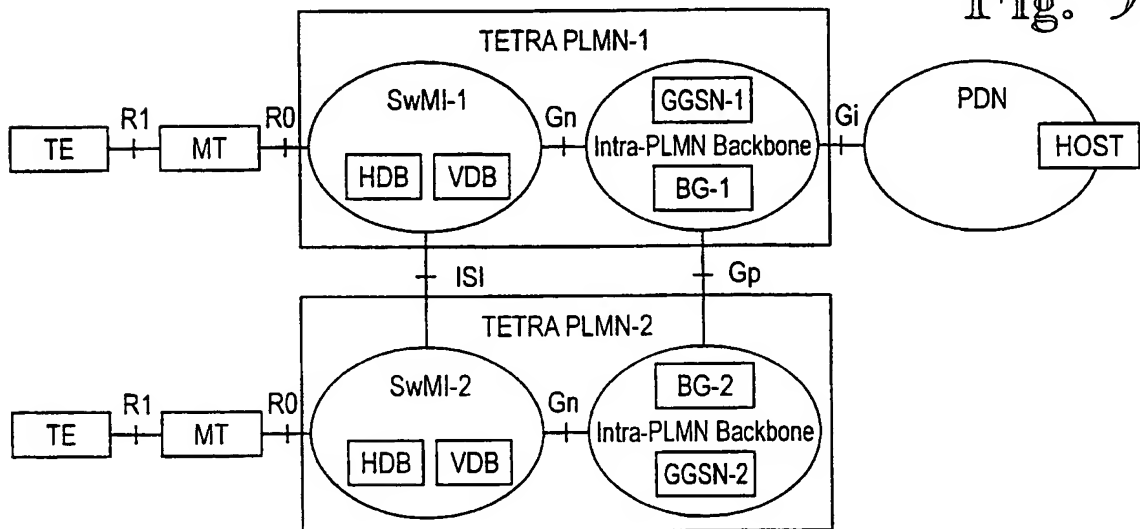 Fig. 9
TETRA PLMN-1
SwMI-1
GGSN-1
PDN
R1
R0
Gn
Gi
TE
MT
Intra-PLMN Backbone
HOST
HDB
VDB
BG-1
ISI
Gp
TETRA PLMN-2
SwMI-2
BG-2
R1
R0
Gn
TE
MT
Intra-PLMN Backbone
HDB
VDB
GGSN-2